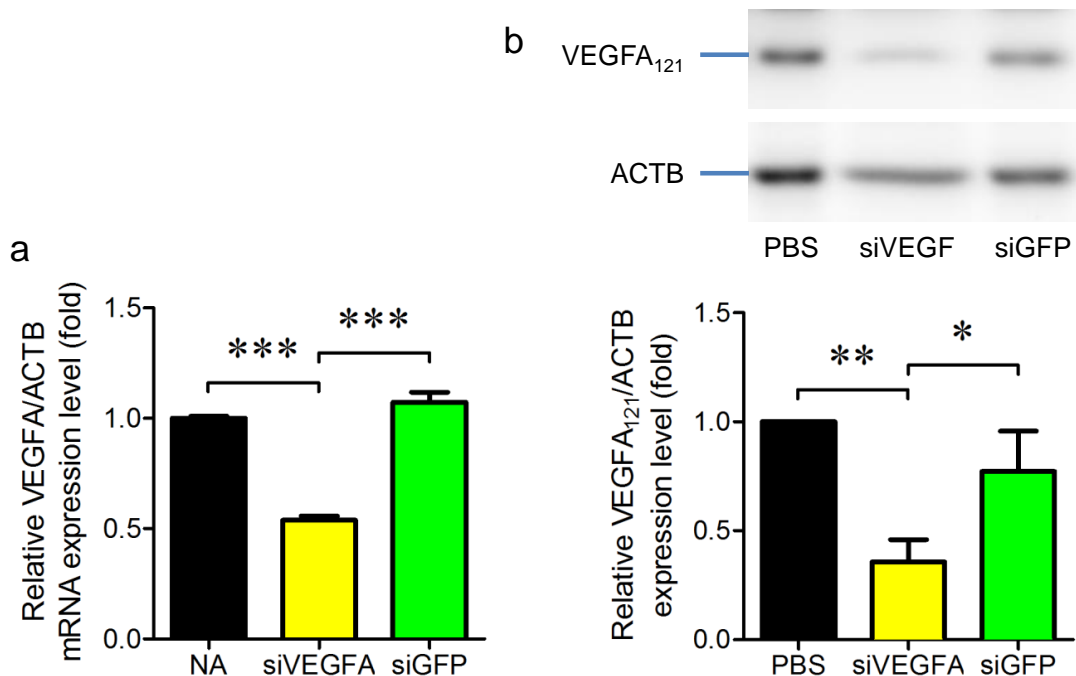 a
Relative VEGFA/ACTB
mRNA expression level (fold)
1.5
1.0
0.5
0.0
***
***
NA
siVEGFA
siGFP
b
VEGFA₁₂₁
ACTB
PBS
siVEGF
siGFP
Relative VEGFA₁₂₁/ACTB
expression level (fold)
1.5
1.0
0.5
0.0
**
*
PBS
siVEGFA
siGFP